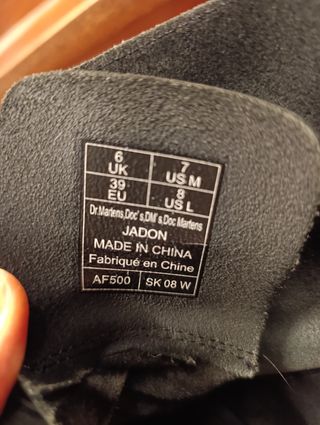 6 UK 7 US M
39 EU 8 US L
Dr.Martens,Doc's,DM's,Doc Martens
JADON
MADE IN CHINA
Fabriqué en Chine
AF500 SK 08 W